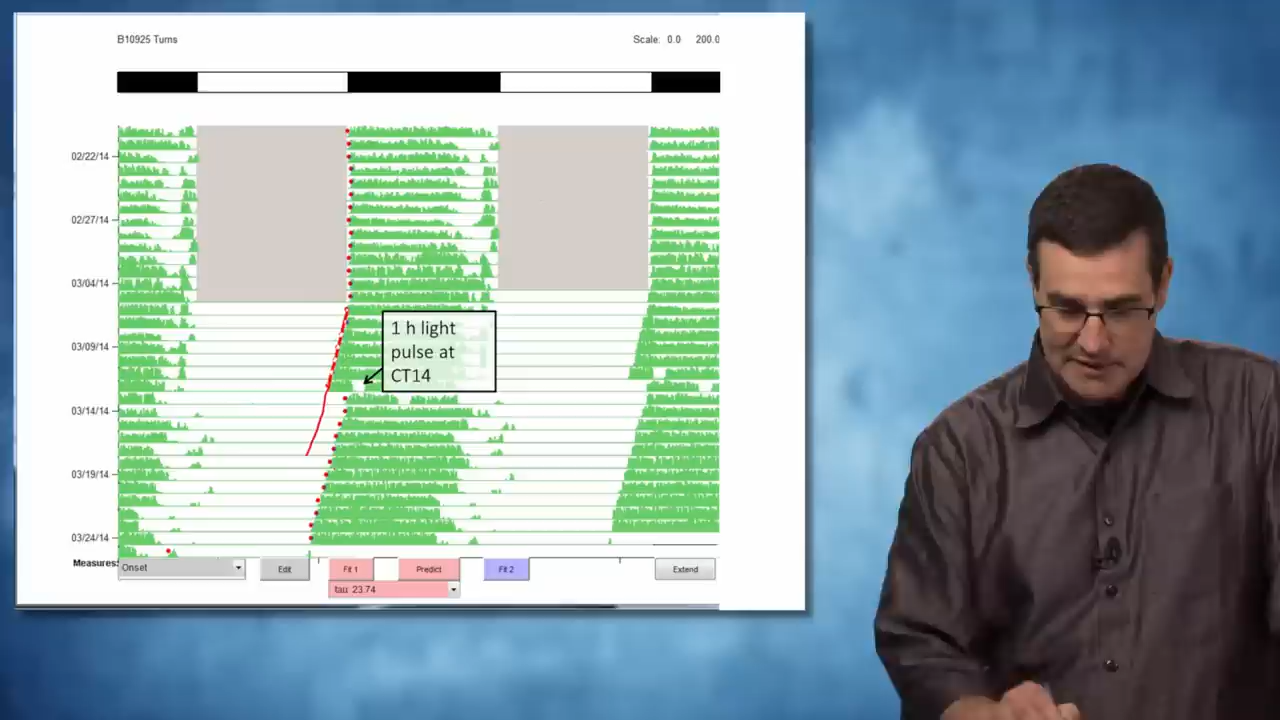 B10925 Turns
Scale: 0.0 200.0
02/22/14
02/27/14
03/04/14
03/09/14
03/14/14
03/19/14
03/24/14
1 h light
pulse at
CT14
Measures:
Onset
Edit
Fit 1
Predict
Fit 2
Extend
tau: 23.74